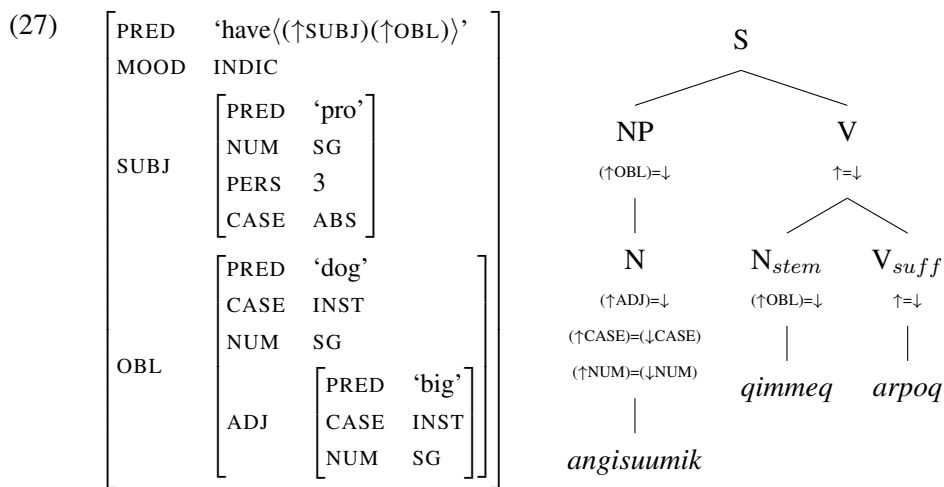 (27)
PRED ‘have⟨(↑SUBJ)(↑OBL)⟩’
MOOD INDIC
SUBJ
PRED ‘pro’
NUM SG
PERS 3
CASE ABS
OBL
PRED ‘dog’
CASE INST
NUM SG
ADJ
PRED ‘big’
CASE INST
NUM SG
S
NP V
(↑OBL)=↓ ↑=↓
N N_stem V_suff
(↑ADJ)=↓ (↑OBL)=↓ ↑=↓
(↑CASE)=(↓CASE)
(↑NUM)=(↓NUM)
qimmeq arpoq
angisuumik